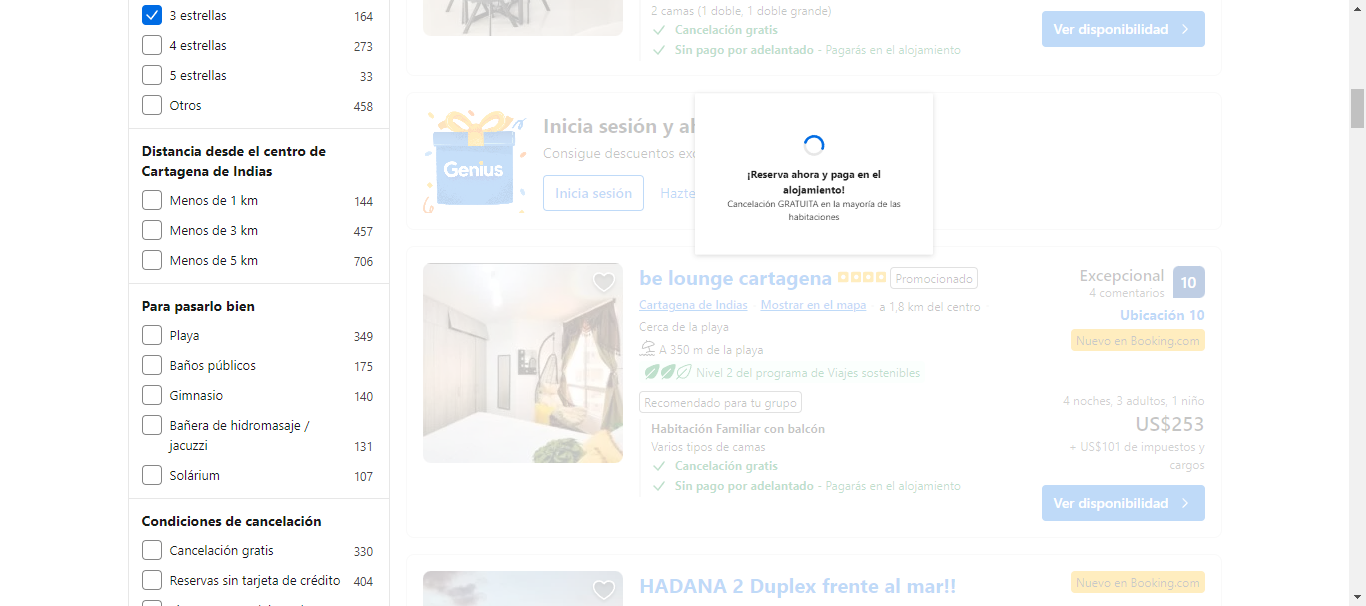 3 estrellas 164
4 estrellas 273
5 estrellas 33
Otros 458
Distancia desde el centro de
Cartagena de Indias
Menos de 1 km 144
Menos de 3 km 457
Menos de 5 km 706
Para pasarlo bien
Playa 349
Baños públicos 175
Gimnasio 140
Bañera de hidromasaje /
jacuzzi 131
Solárium 107
Condiciones de cancelación
Cancelación gratis 330
Reservas sin tarjeta de crédito 404
2 camas (1 doble, 1 doble grande)
Cancelación gratis
Sin pago por adelantado - Pagarás en el alojamiento
Ver disponibilidad
Genius
Inicia sesión y
Consigue descuentos
Inicia sesión
¡Reserva ahora y paga en el
alojamiento!
Cancelación GRATUITA en la mayoría de las
habitaciones
be lounge cartagena Promocionado
Cartagena de Indias Mostrar en el mapa a 1,8 km del centro
Cerca de la playa
A 350 m de la playa
Nivel 2 del programa de Viajes sostenibles
Recomendado para tu grupo
Habitación Familiar con balcón
Varios tipos de camas
Cancelación gratis
Sin pago por adelantado - Pagarás en el alojamiento
Excepcional 10
4 comentarios
Ubicación 10
Nuevo en Booking.com
4 noches, 3 adultos, 1 niño
US$253
+ US$101 de impuestos y
cargos
Ver disponibilidad
HADANA 2 Duplex frente al mar!!
Nuevo en Booking.com